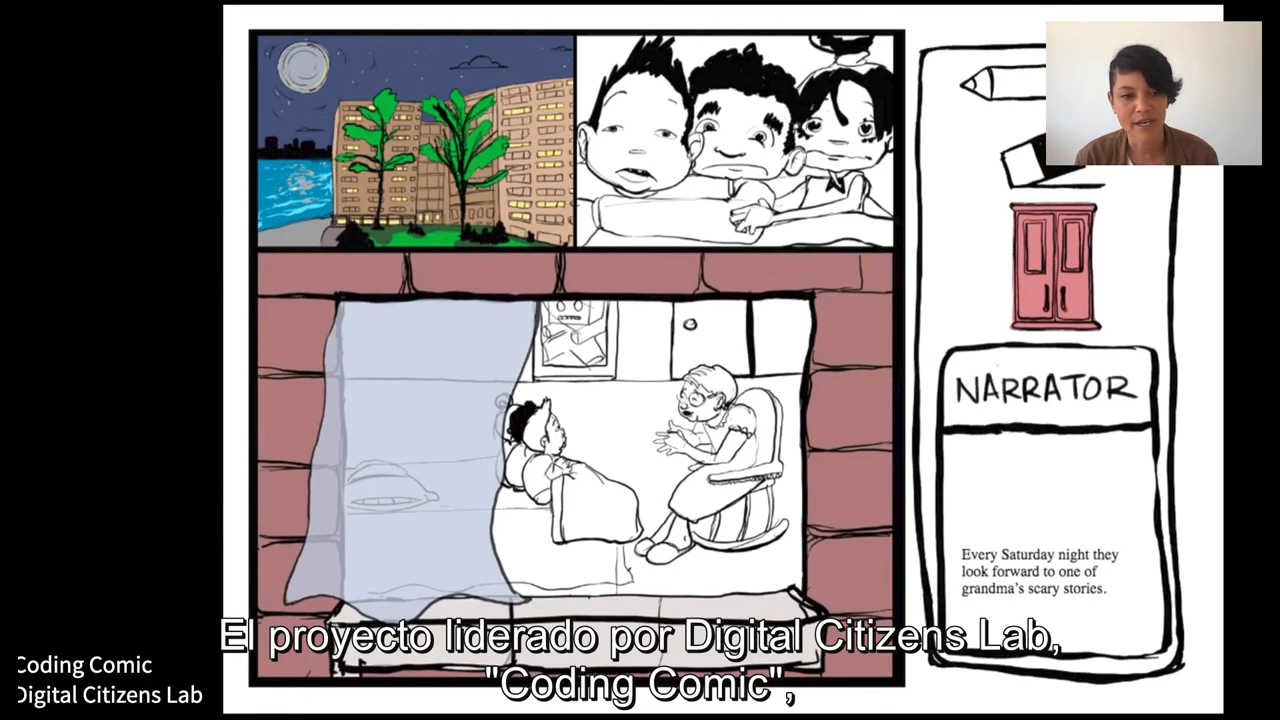 NARRATOR
Every Saturday night they
look forward to one of
grandma's scary stories.
El proyecto liderado por Digital Citizens Lab,
"Coding Comic",
Coding Comic
Digital Citizens Lab